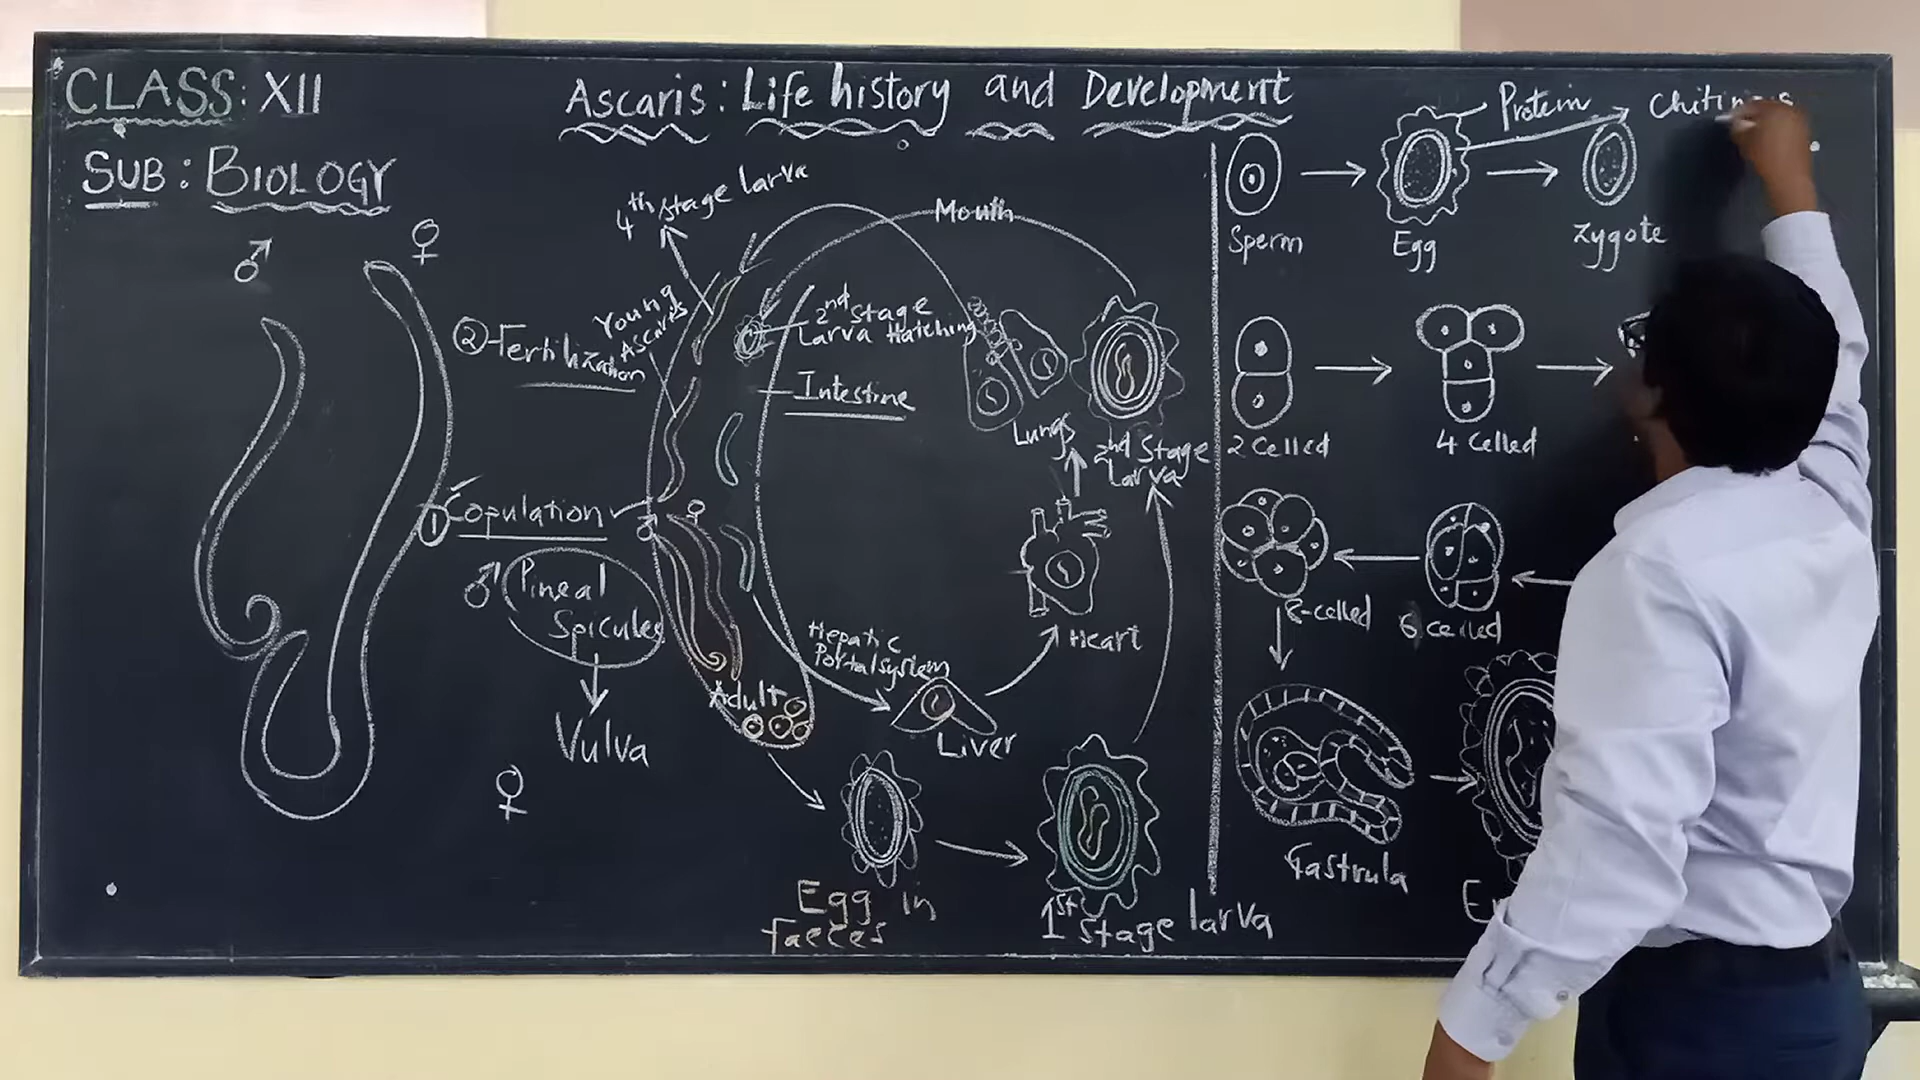 CLASS: XII
SUB: BIOLOGY
Ascaris: Life history and Development
♂
♀
② Fertilization
① Copulation
♂ Pineal
Spicules
Vulva
♀
4th stage larva
Young
Ascaris
Mouth
2nd stage
Larva Hatching
Intestine
♂ ♀
Adult
Hepatic
Portal system
Liver
Heart
Lungs
2nd Stage
Larva
Egg in
faeces
1st Stage larva
Protein
Sperm
Egg
Zygote
2 Celled
4 Celled
8-celled
6 celled
Gastrula